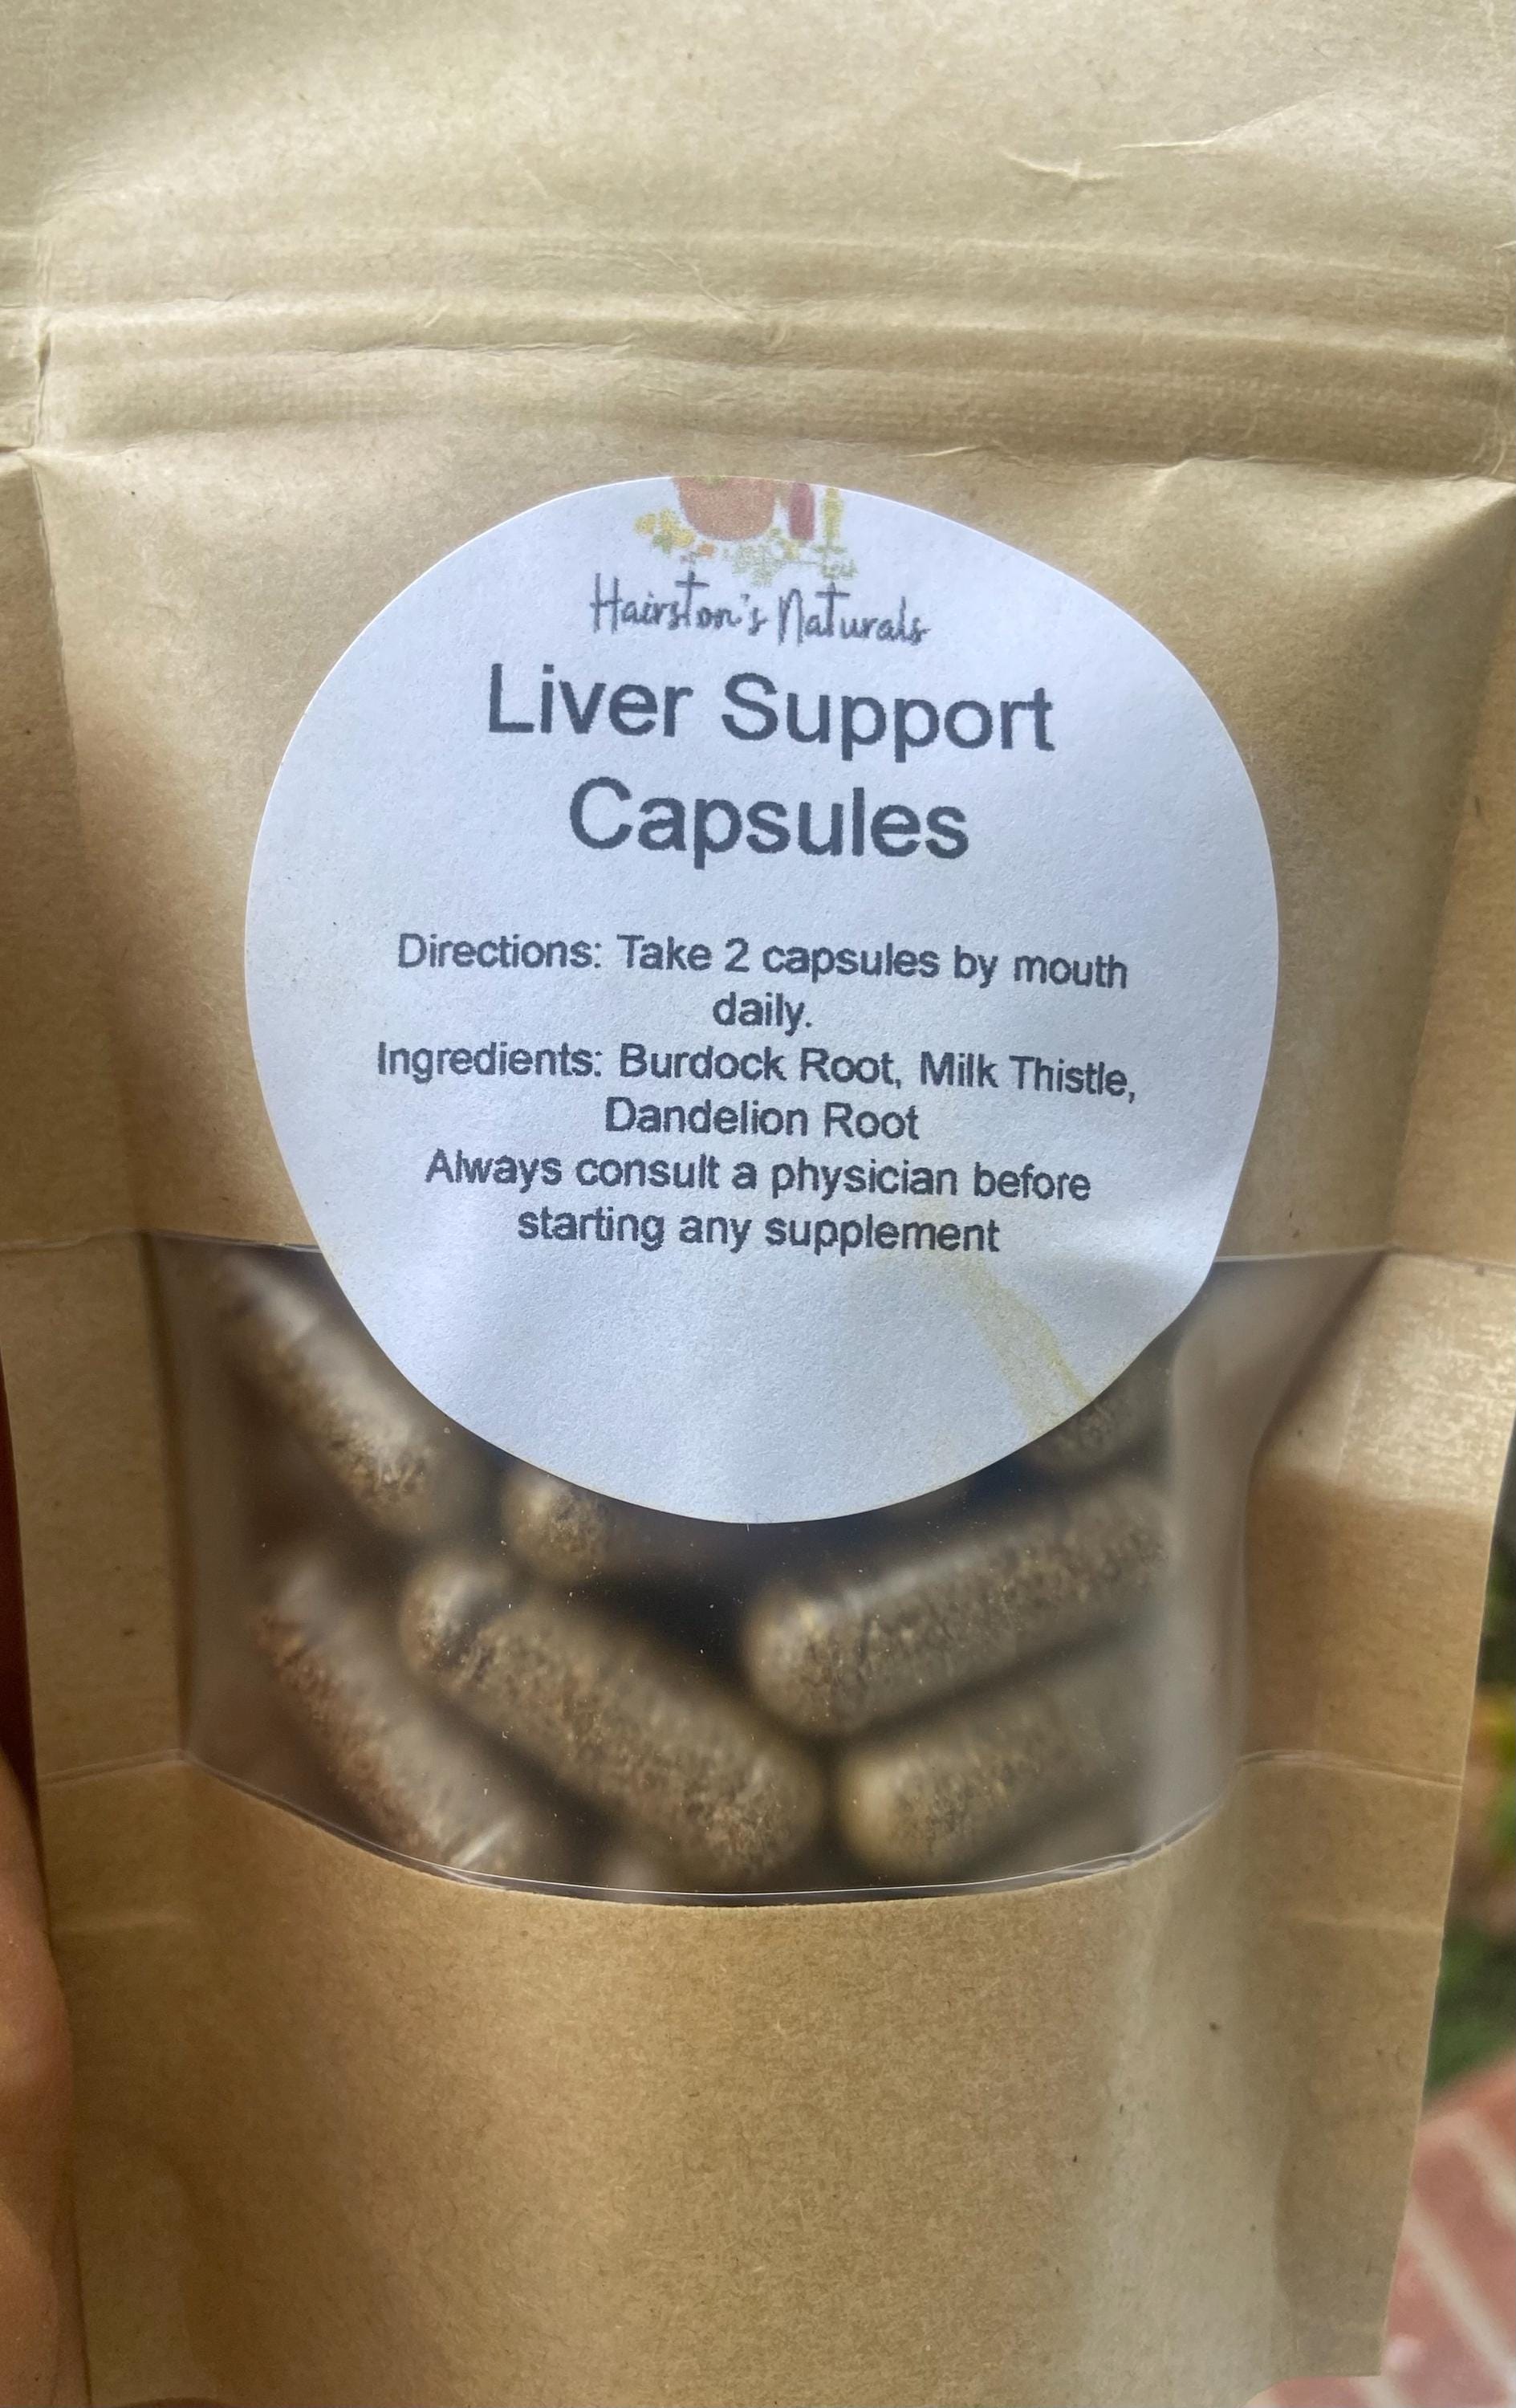 Hairston's Naturals
Liver Support
Capsules
Directions: Take 2 capsules by mouth
daily.
Ingredients: Burdock Root, Milk Thistle,
Dandelion Root
Always consult a physician before
starting any supplement